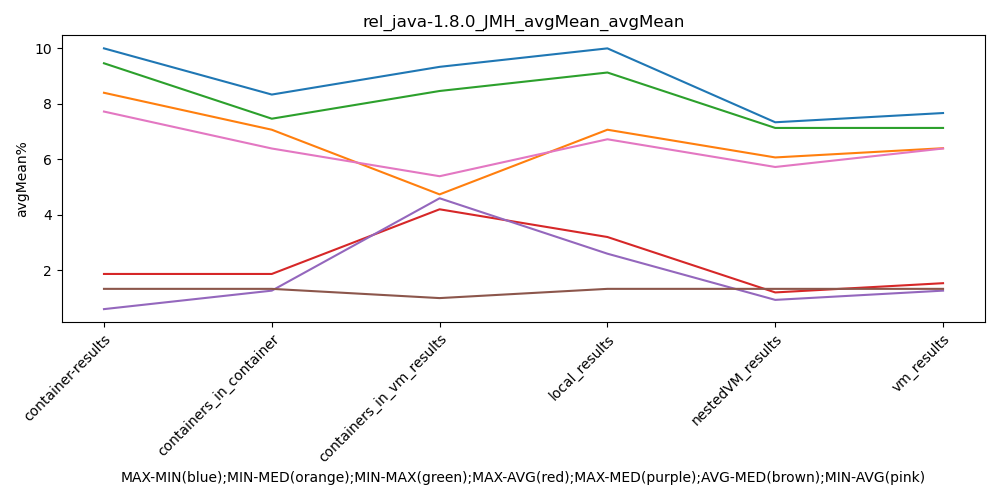 rel_java-1.8.0_JMH_avgMean_avgMean
10
8
6
4
2
avgMean%
container-results
containers_in_container
containers_in_vm_results
local_results
nestedVM_results
vm_results
MAX-MIN(blue);MIN-MED(orange);MIN-MAX(green);MAX-AVG(red);MAX-MED(purple);AVG-MED(brown);MIN-AVG(pink)